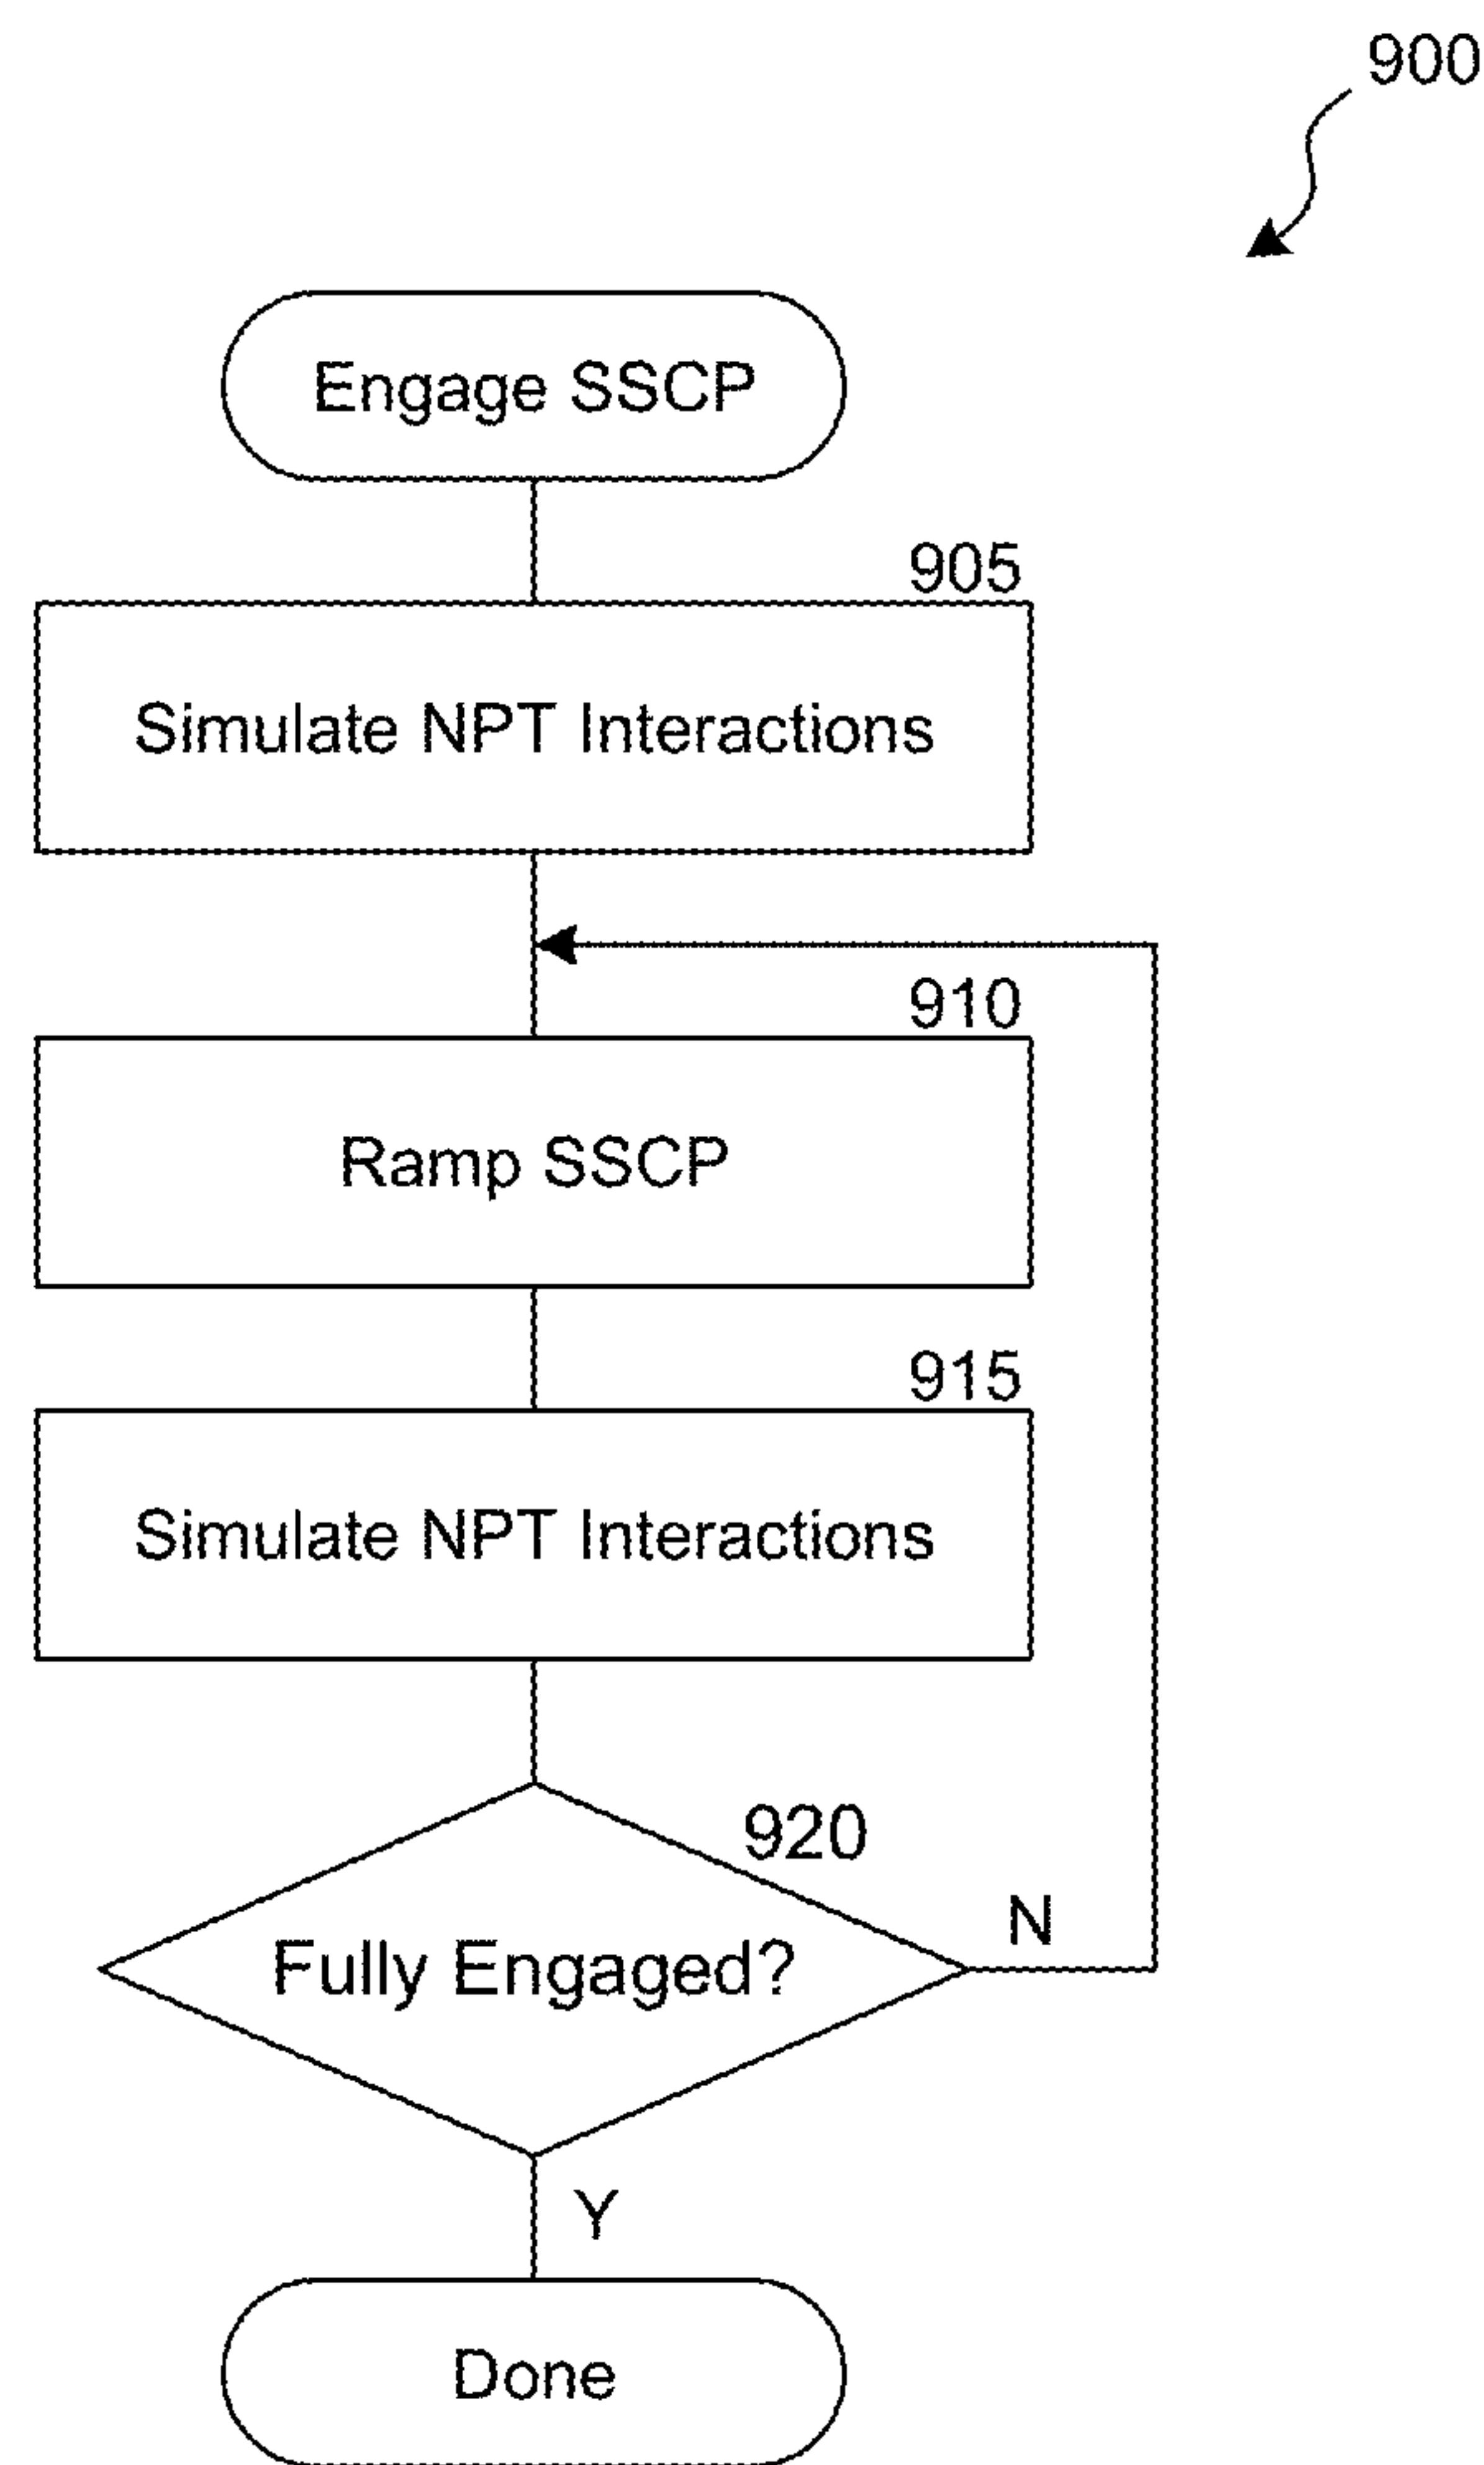 900
Engage SSCP
905
Simulate NPT Interactions
910
Ramp SSCP
915
Simulate NPT Interactions
920
Fully Engaged?
N
Y
Done